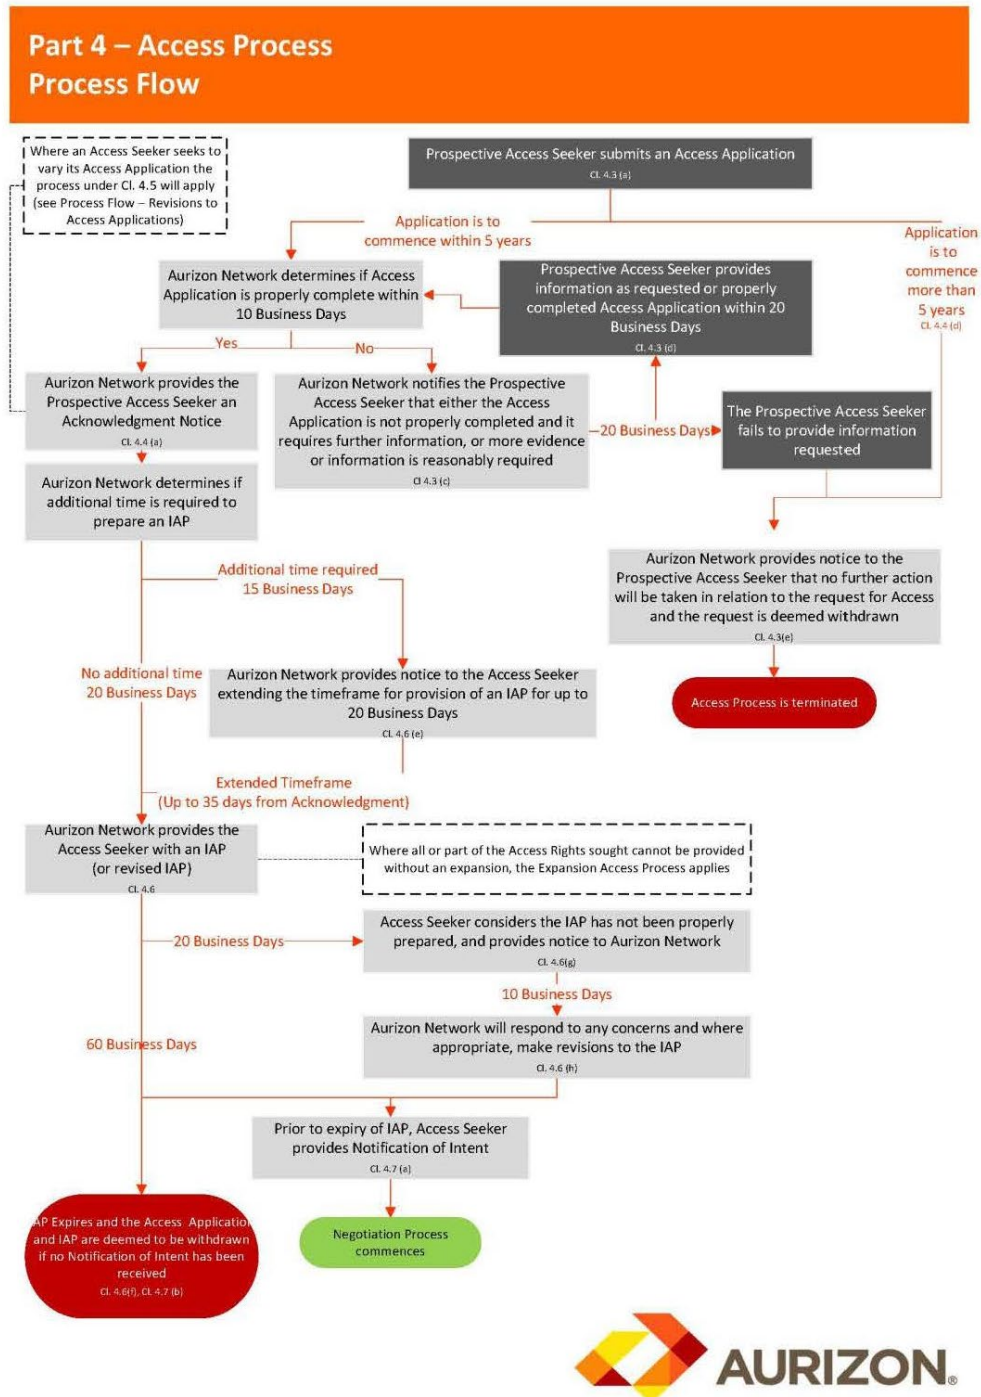 Part 4 – Access Process
Process Flow
Where an Access Seeker seeks to
vary its Access Application the
process under Cl. 4.5 will apply
(see Process Flow – Revisions to
Access Applications)
Prospective Access Seeker submits an Access Application
Cl. 4.3 (a)
Application is to
commence within 5 years
Application
is to
commence
more than
5 years
Cl. 4.4 (d)
Aurizon Network determines if Access
Application is properly complete within
10 Business Days
Prospective Access Seeker provides
information as requested or properly
completed Access Application within 20
Business Days
Cl. 4.3 (d)
Yes
No
Aurizon Network provides the
Prospective Access Seeker an
Acknowledgment Notice
Cl. 4.4 (a)
Aurizon Network notifies the Prospective
Access Seeker that either the Access
Application is not properly completed and it
requires further information, or more evidence
or information is reasonably required
Cl 4.3 (c)
20 Business Days
The Prospective Access Seeker
fails to provide information
requested
Aurizon Network determines if
additional time is required to
prepare an IAP
Additional time required
15 Business Days
Aurizon Network provides notice to the
Prospective Access Seeker that no further action
will be taken in relation to the request for Access
and the request is deemed withdrawn
Cl. 4.3(e)
No additional time
20 Business Days
Aurizon Network provides notice to the Access Seeker
extending the timeframe for provision of an IAP for up to
20 Business Days
Cl. 4.6 (e)
Access Process is terminated
Extended Timeframe
(Up to 35 days from Acknowledgment)
Aurizon Network provides the
Access Seeker with an IAP
(or revised IAP)
Cl. 4.6
Where all or part of the Access Rights sought cannot be provided
without an expansion, the Expansion Access Process applies
20 Business Days
Access Seeker considers the IAP has not been properly
prepared, and provides notice to Aurizon Network
Cl. 4.6(g)
10 Business Days
60 Business Days
Aurizon Network will respond to any concerns and where
appropriate, make revisions to the IAP
Cl. 4.6 (h)
Prior to expiry of IAP, Access Seeker
provides Notification of Intent
Cl. 4.7 (a)
AP Expires and the Access Application
and IAP are deemed to be withdrawn
if no Notification of Intent has been
received
Cl. 4.6(f), Cl. 4.7 (b)
Negotiation Process
commences
AURIZON®